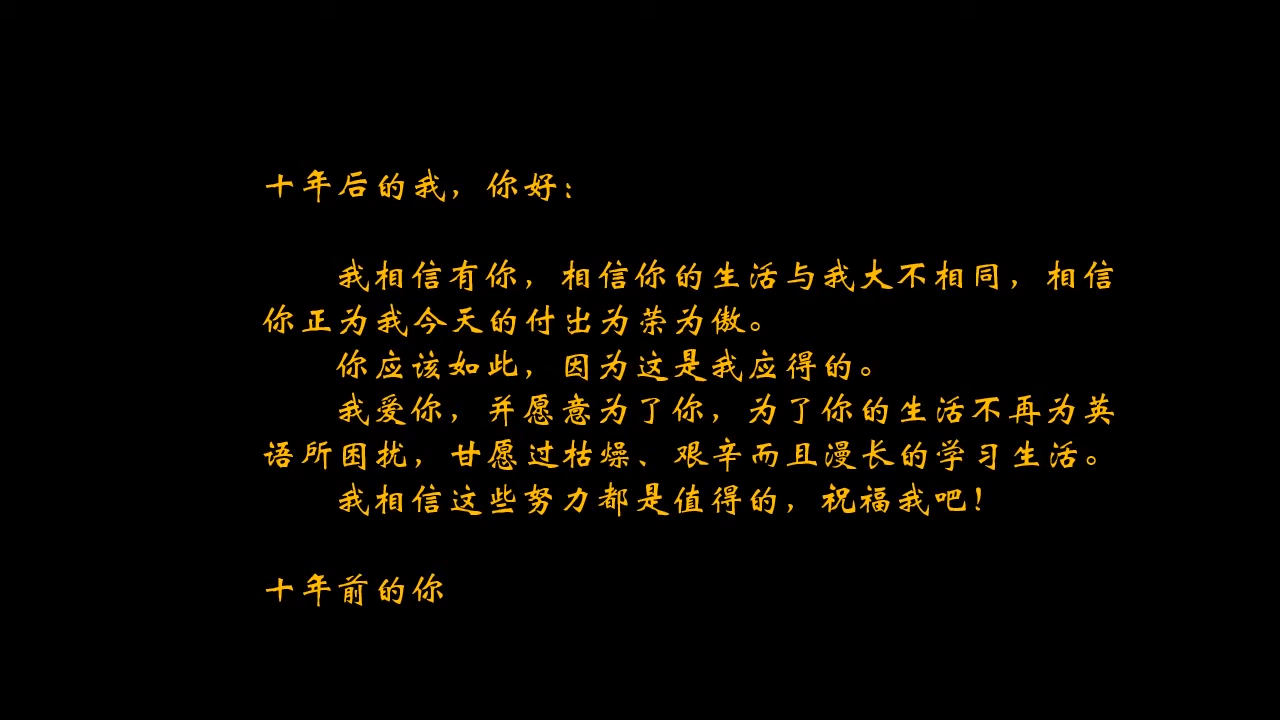 十年后的我，你好：
我相信有你，相信你的生活与我大不相同，相信
你正为我今天的付出为荣为傲。
你应该如此，因为这是我应得的。
我爱你，并愿意为了你，为了你的生活不再为英
语所困扰，甘愿过枯燥、艰辛而且漫长的学习生活。
我相信这些努力都是值得的，祝福我吧！
十年前的你